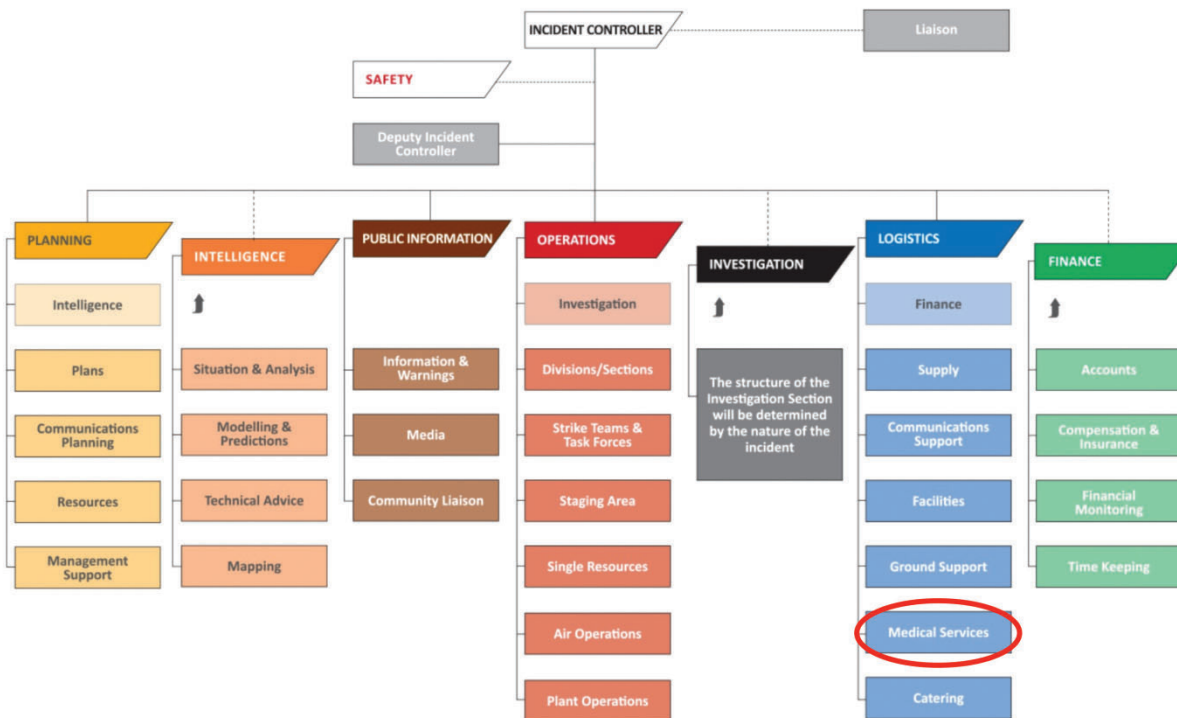 INCIDENT CONTROLLER
Liaison
SAFETY
Deputy Incident
Controller
PLANNING
Intelligence
Plans
Communications
Planning
Resources
Management
Support
INTELLIGENCE
Situation & Analysis
Modelling &
Predictions
Technical Advice
Mapping
PUBLIC INFORMATION
Information &
Warnings
Media
Community Liaison
OPERATIONS
Investigation
Divisions/Sections
Strike Teams &
Task Forces
Staging Area
Single Resources
Air Operations
Plant Operations
INVESTIGATION
The structure of the
Investigation Section
will be determined
by the nature of the
incident
LOGISTICS
Finance
Supply
Communications
Support
Facilities
Ground Support
Medical Services
Catering
FINANCE
Accounts
Compensation &
Insurance
Financial
Monitoring
Time Keeping